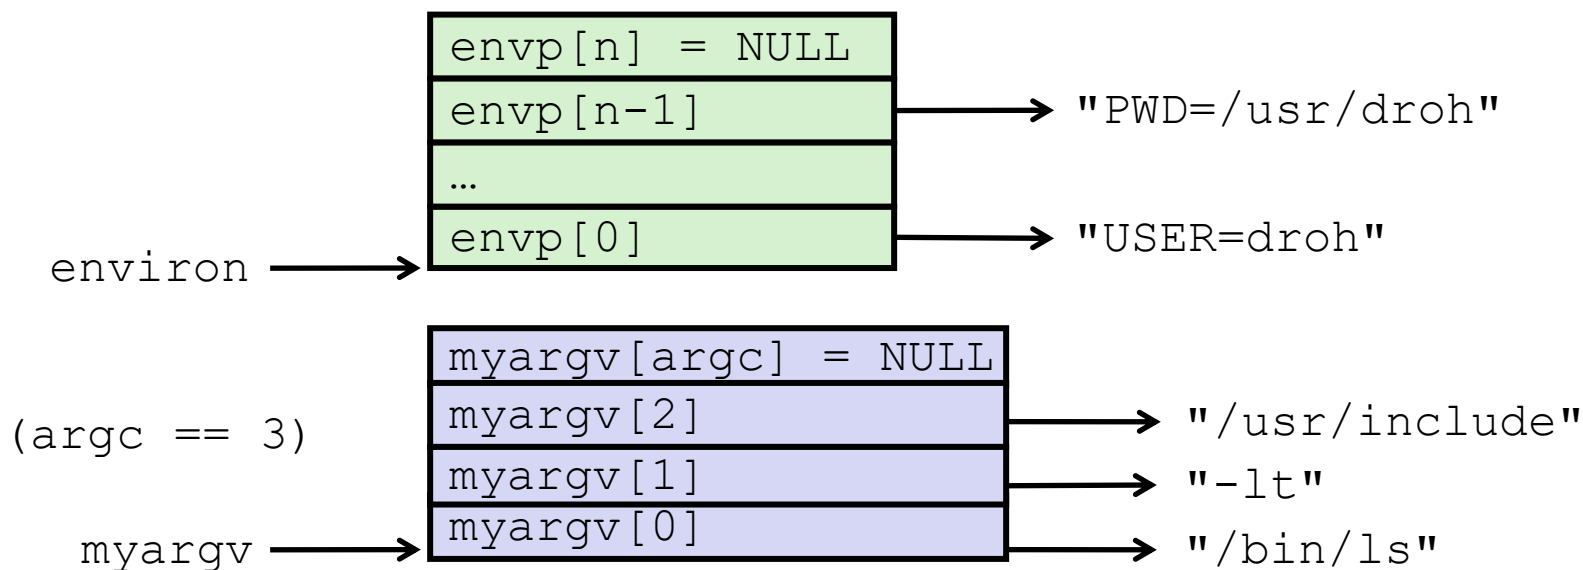 envp[n] = NULL
envp[n-1] "PWD=/usr/droh"
…
envp[0] "USER=droh"
environ
myargv[argc] = NULL
(argc == 3) myargv[2] "/usr/include"
myargv[1] "-lt"
myargv myargv[0] "/bin/ls"